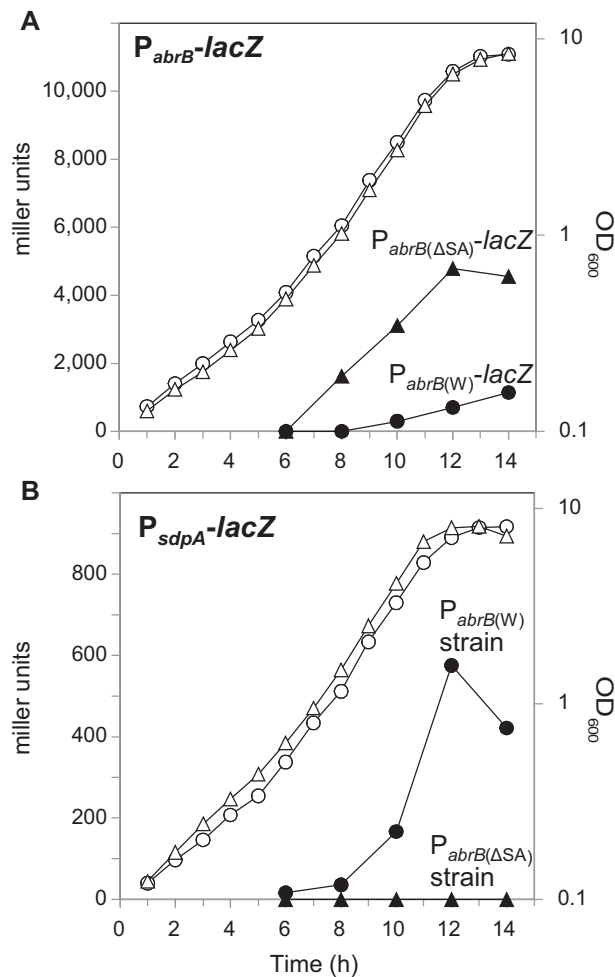 A
P_abrB-lacZ
10
10,000
8,000
6,000
4,000
2,000
0
miller units
1
0.1
OD600
P_abrB(ΔSA)-lacZ
P_abrB(W)-lacZ
0 2 4 6 8 10 12 14
B
P_sdpA-lacZ
10
800
600
400
200
0
miller units
1
0.1
OD600
P_abrB(W)
strain
P_abrB(ΔSA)
strain
0 2 4 6 8 10 12 14
Time (h)